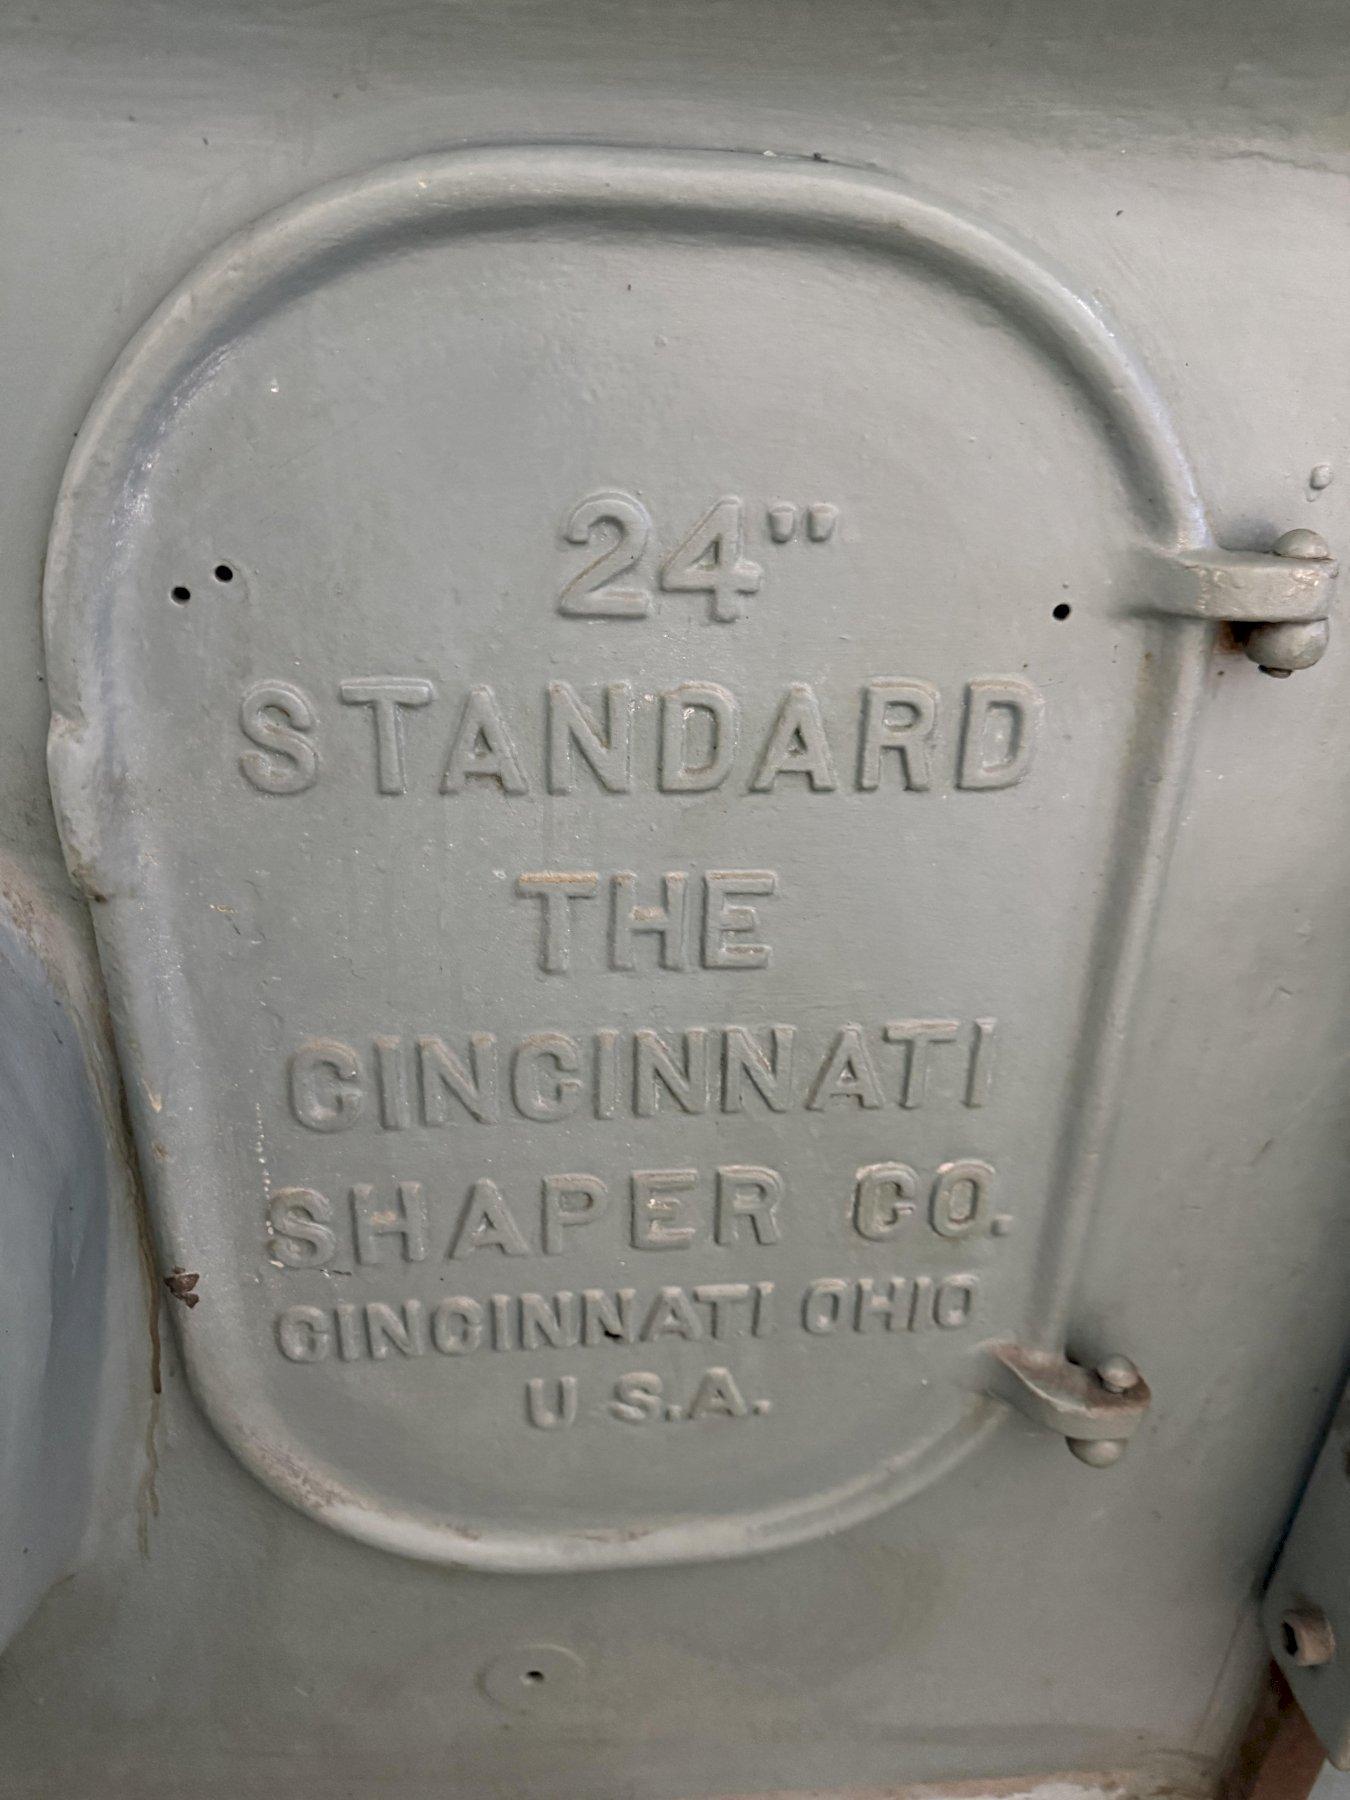 24"
STANDARD
THE
CINCINNATI
SHAPER CO.
CINCINNATI OHIO
U S.A.